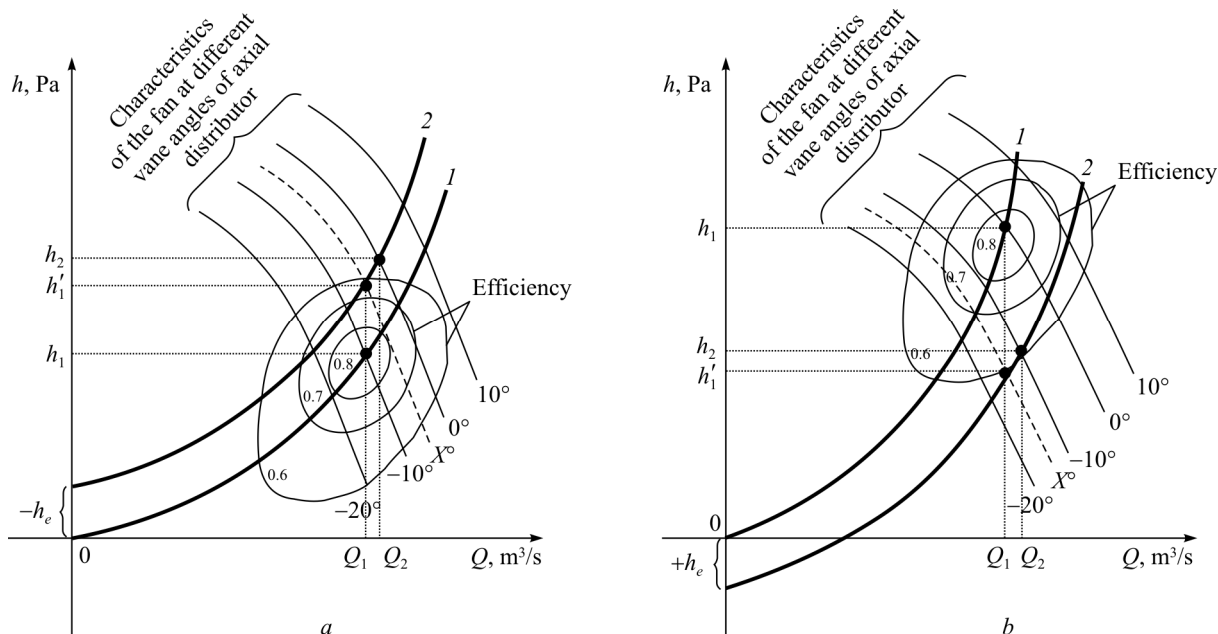 Characteristics
of the fan at different
vane angles of axial
distributor
h, Pa
2
1
h₂
h′₁
h₁
Efficiency
0.8
0.7
0.6
10°
0°
X°
–10°
–20°
–hₑ
0
Q₁
Q₂
Q, m³/s
a
Characteristics
of the fan at different
vane angles of axial
distributor
h, Pa
1
2
Efficiency
h₁
0.8
0.7
h₂
0.6
h′₁
10°
0°
–10°
X°
–20°
0
+hₑ
Q₁
Q₂
Q, m³/s
b